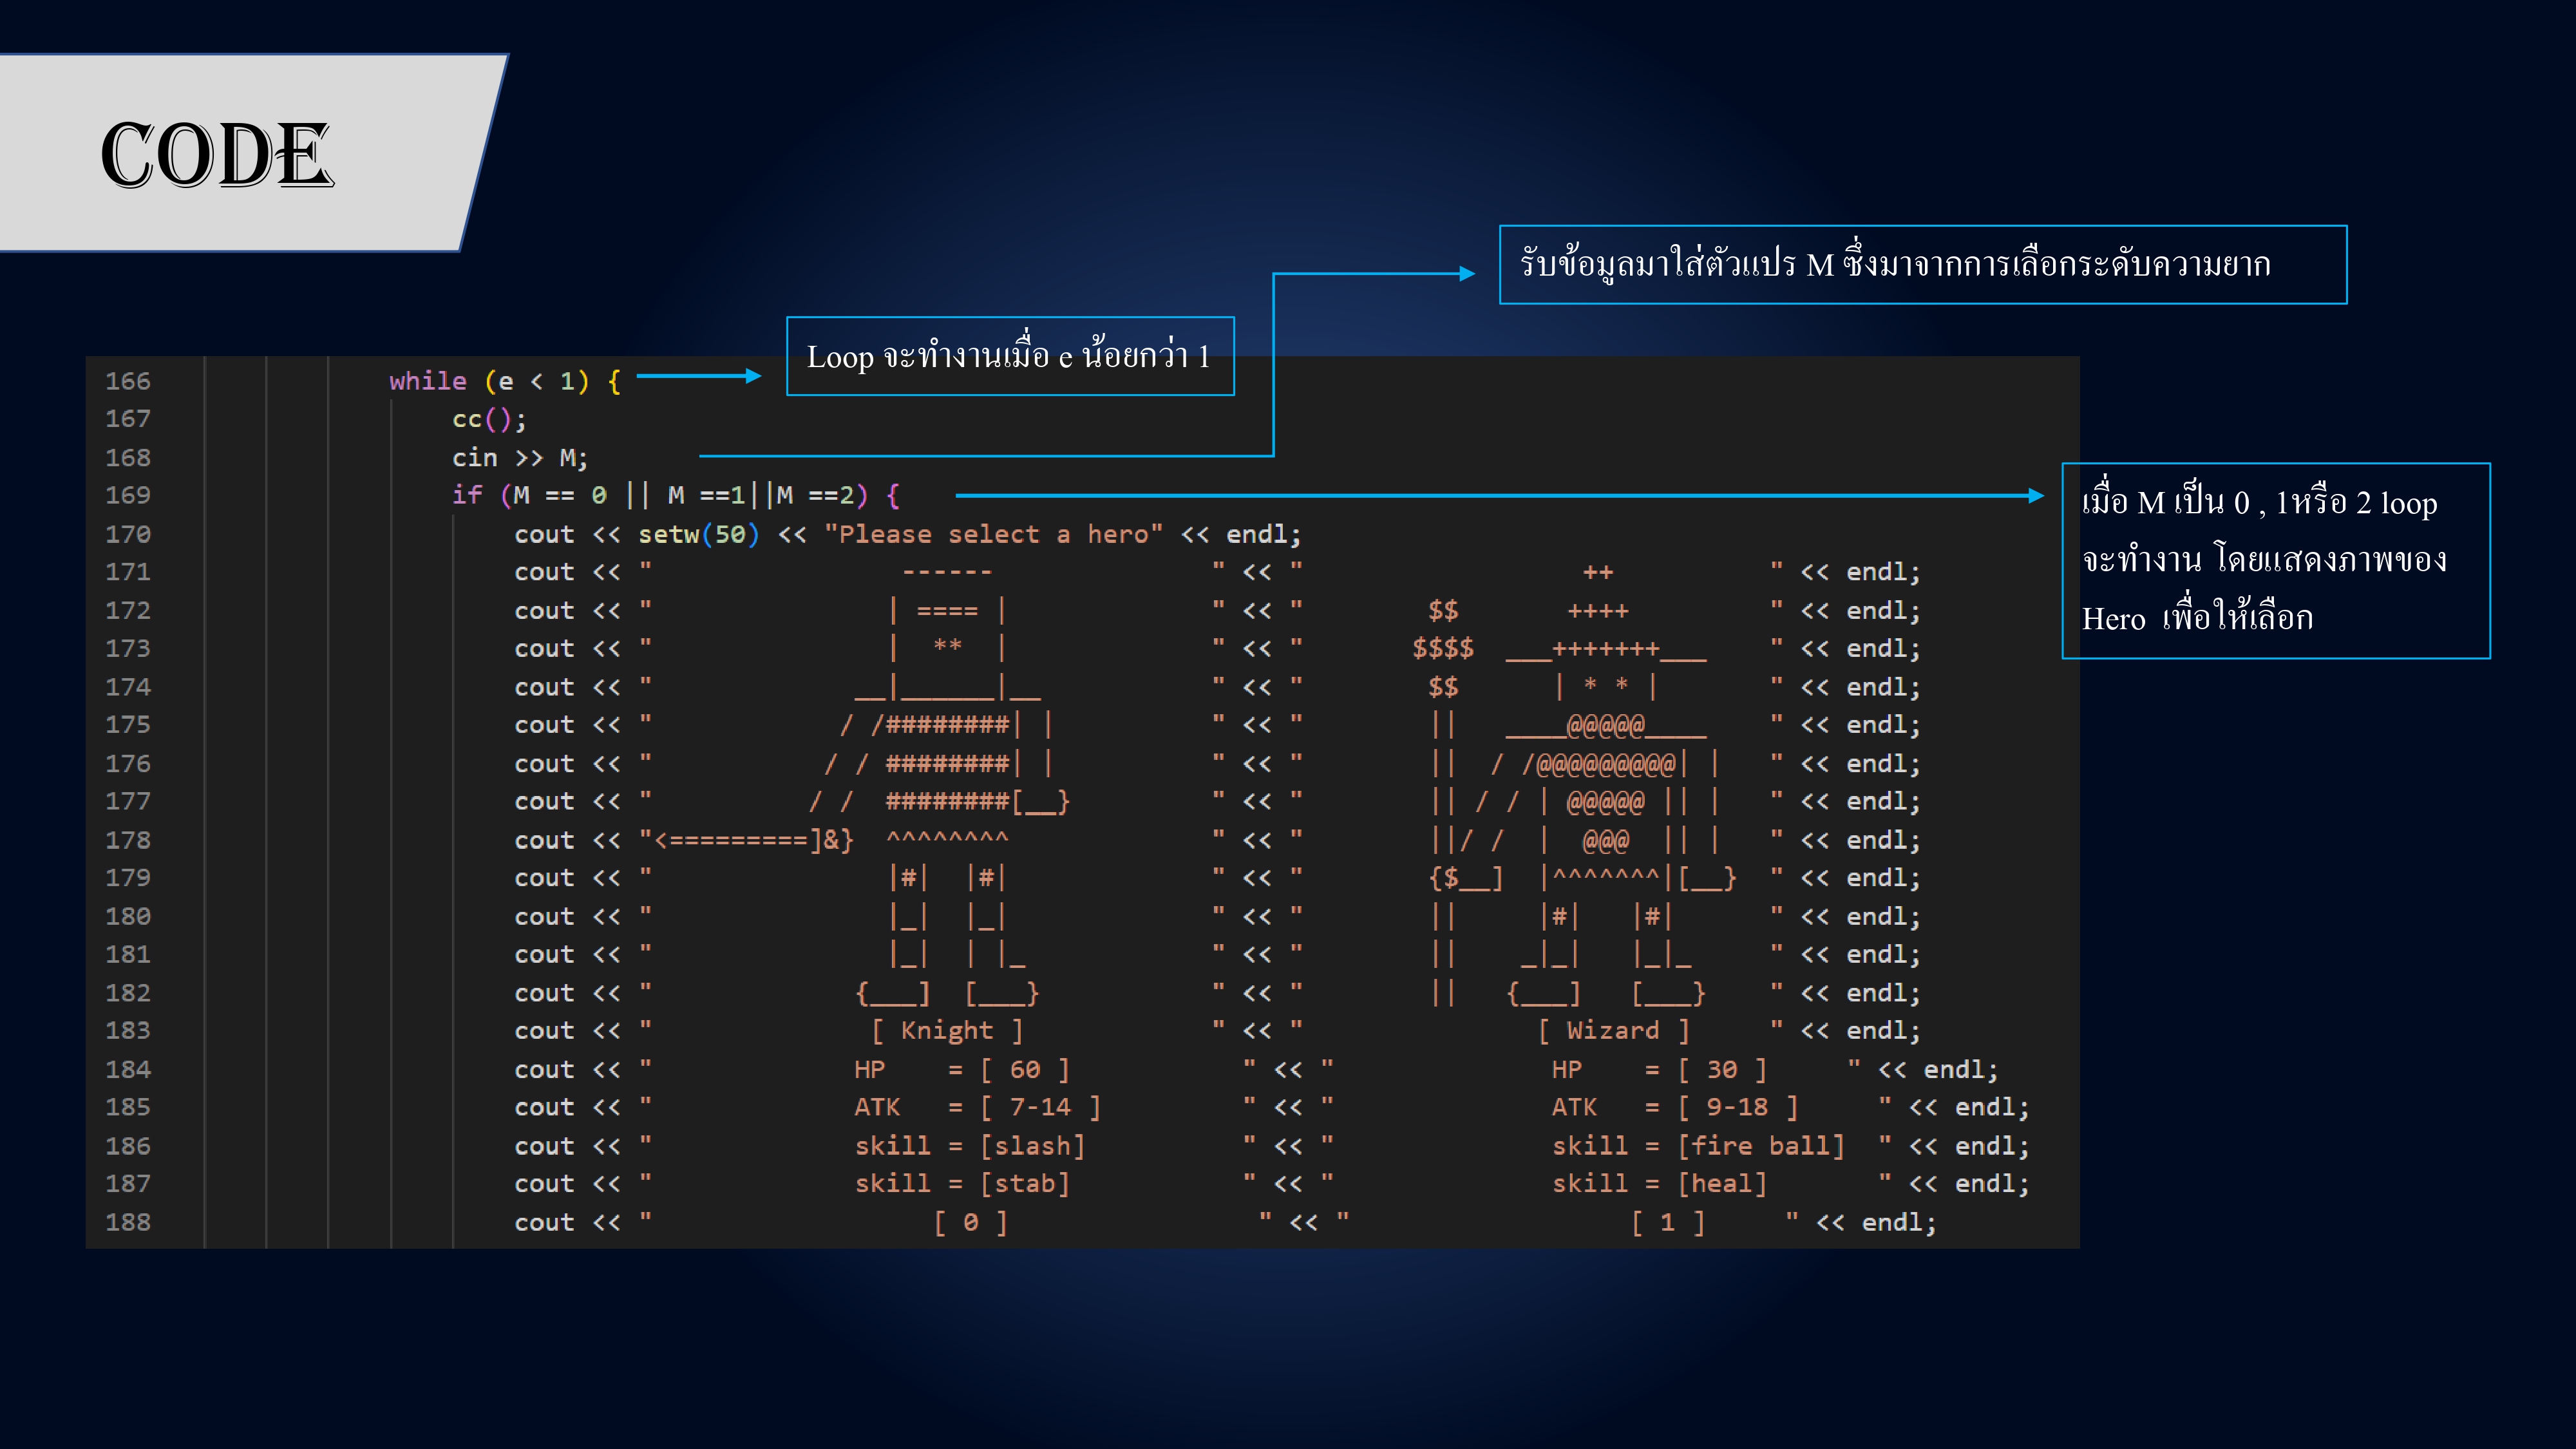 CODE
รับข้อมูลมาใส่ตัวแปร M ซึ่งมาจากการเลือกระดับความยาก
Loop จะทำงานเมื่อ e น้อยกว่า 1
เมื่อ M เป็น 0 , 1หรือ 2 loop
จะทำงาน โดยแสดงภาพของ
Hero เพื่อให้เลือก
166 while (e < 1) {
167 cc();
168 cin >> M;
169 if (M == 0 || M ==1||M ==2) {
170 cout << setw(50) << "Please select a hero" << endl;
171 cout << "                ------              " << "                  ++          " << endl;
172 cout << "               | ==== |             " << "        $$       ++++         " << endl;
173 cout << "               |  **  |             " << "       $$$$  ___+++++++___    " << endl;
174 cout << "             __|______|__           " << "        $$      | * * |       " << endl;
175 cout << "            / /########| |          " << "        ||   ____@@@@@____    " << endl;
176 cout << "           / / ########| |          " << "        ||  / /@@@@@@@@@| |   " << endl;
177 cout << "          / /  ########[__}         " << "        || / / | @@@@@ || |   " << endl;
178 cout << "<=========]&}  ^^^^^^^^             " << "        ||/ /  |  @@@  || |   " << endl;
179 cout << "               |#|  |#|             " << "        {$__]  |^^^^^^^|[__}  " << endl;
180 cout << "               |_|  |_|             " << "        ||     |#|   |#|      " << endl;
181 cout << "               |_|  | |_            " << "        ||    _|_|   |_|_     " << endl;
182 cout << "             {___]  [___}           " << "        ||   {___]   [___}    " << endl;
183 cout << "              [ Knight ]            " << "               [ Wizard ]     " << endl;
184 cout << "             HP    = [ 60 ]           " << "              HP    = [ 30 ]     " << endl;
185 cout << "             ATK   = [ 7-14 ]         " << "              ATK   = [ 9-18 ]     " << endl;
186 cout << "             skill = [slash]          " << "              skill = [fire ball]  " << endl;
187 cout << "             skill = [stab]           " << "              skill = [heal]       " << endl;
188 cout << "                  [ 0 ]                " << "                  [ 1 ]     " << endl;